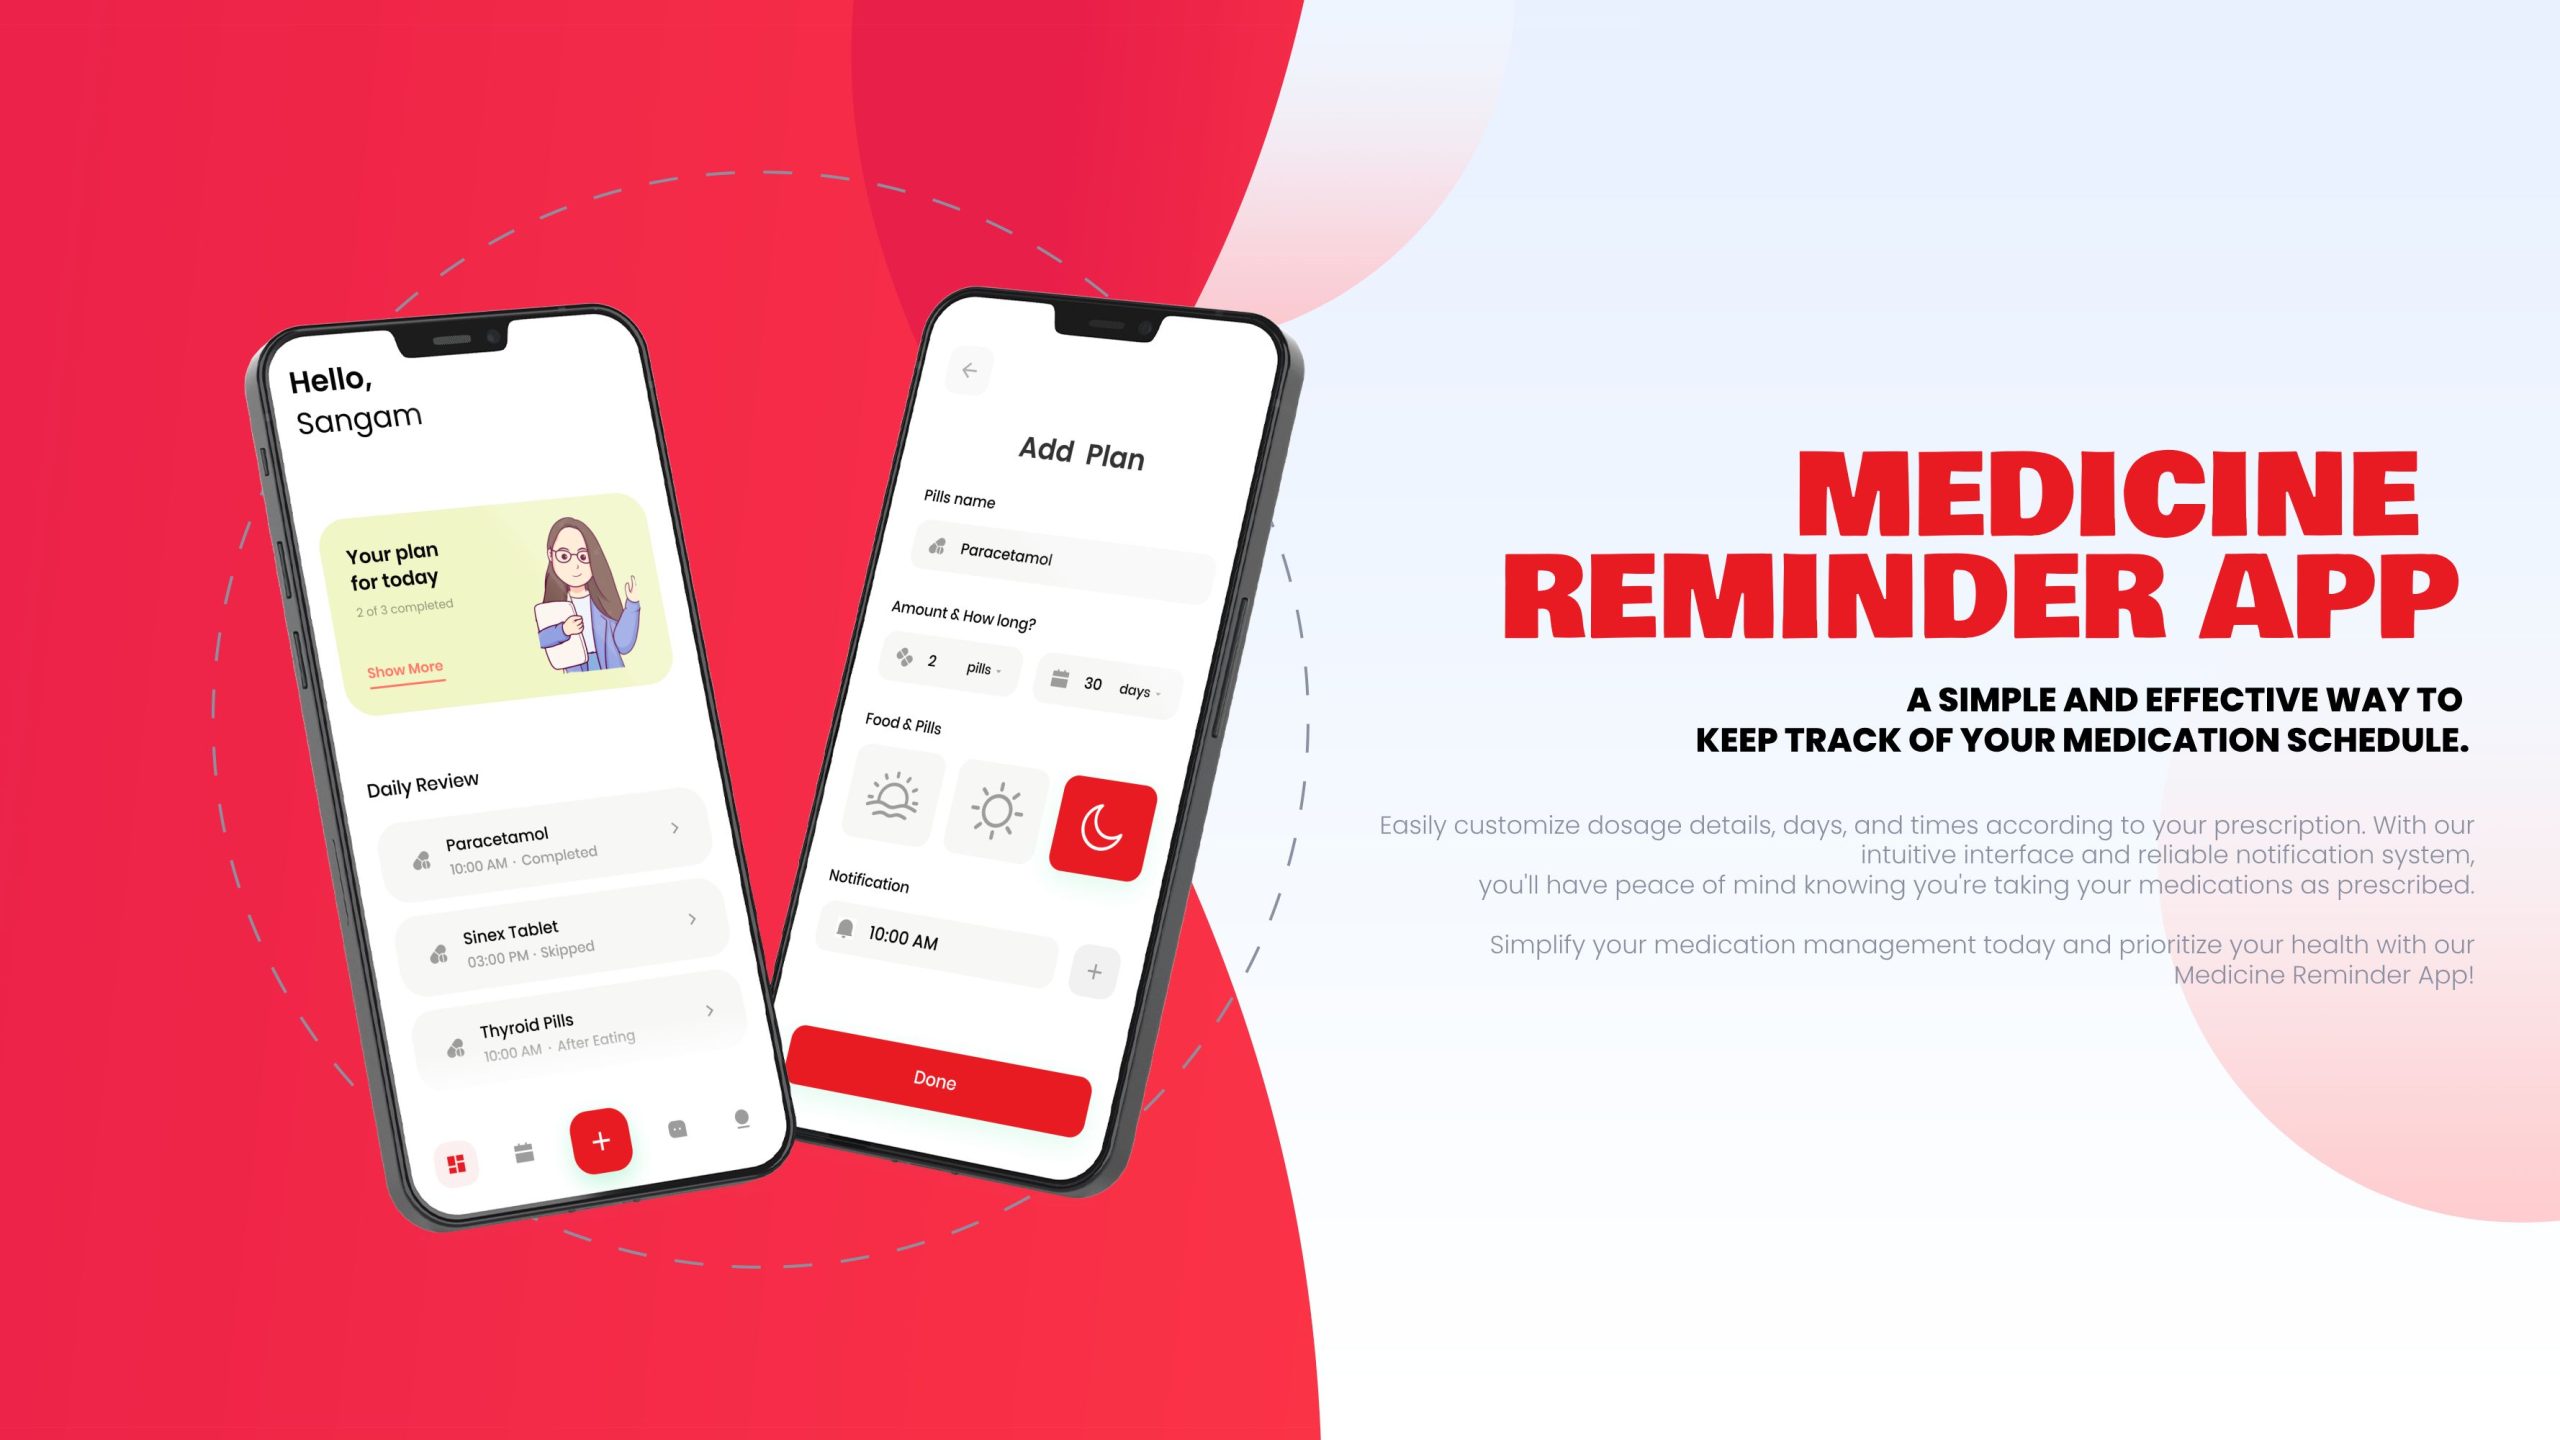 Hello,
Sangam
Your plan
for today
2 of 3 completed
Show More
Daily Review
Paracetamol
10:00 AM · Completed
Sinex Tablet
03:00 PM · Skipped
Thyroid Pills
10:00 AM · After Eating
Add Plan
Pills name
Paracetamol
Amount & How long?
2 pills 30 days
Food & Pills
Notification
10:00 AM
Done
MEDICINE
REMINDER APP
A SIMPLE AND EFFECTIVE WAY TO
KEEP TRACK OF YOUR MEDICATION SCHEDULE.
Easily customize dosage details, days, and times according to your prescription. With our
intuitive interface and reliable notification system,
you'll have peace of mind knowing you're taking your medications as prescribed.
Simplify your medication management today and prioritize your health with our
Medicine Reminder App!